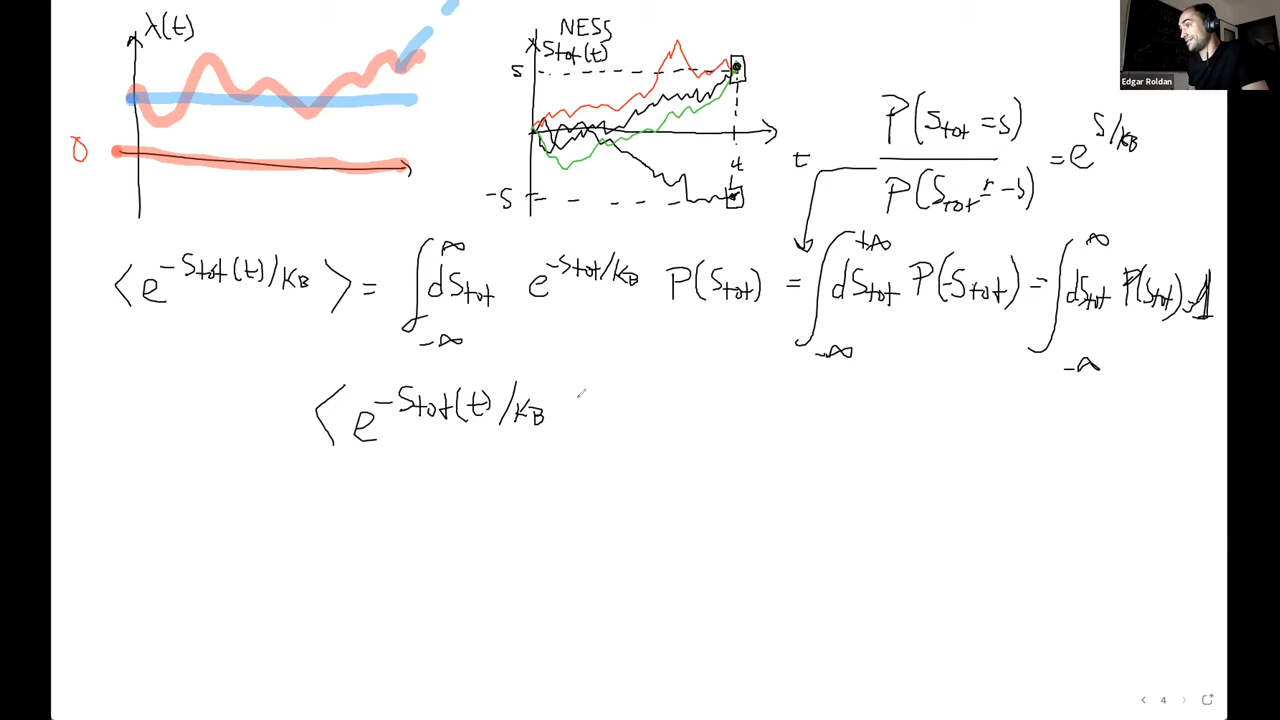 λ(t)
0
NESS
Stot(t)
s
-s
t
t
P(Stot = s) / P(Stot = -s) = e^{s/kB}
⟨e^{-Stot(t)/kB}⟩ = ∫_{-∞}^{∞} dStot e^{-Stot/kB} P(Stot) = ∫_{-∞}^{+∞} dStot P(-Stot) = ∫_{-∞}^{∞} dStot P(Stot) = 1
⟨e^{-Stot(t)/kB}
Edgar Roldan
4